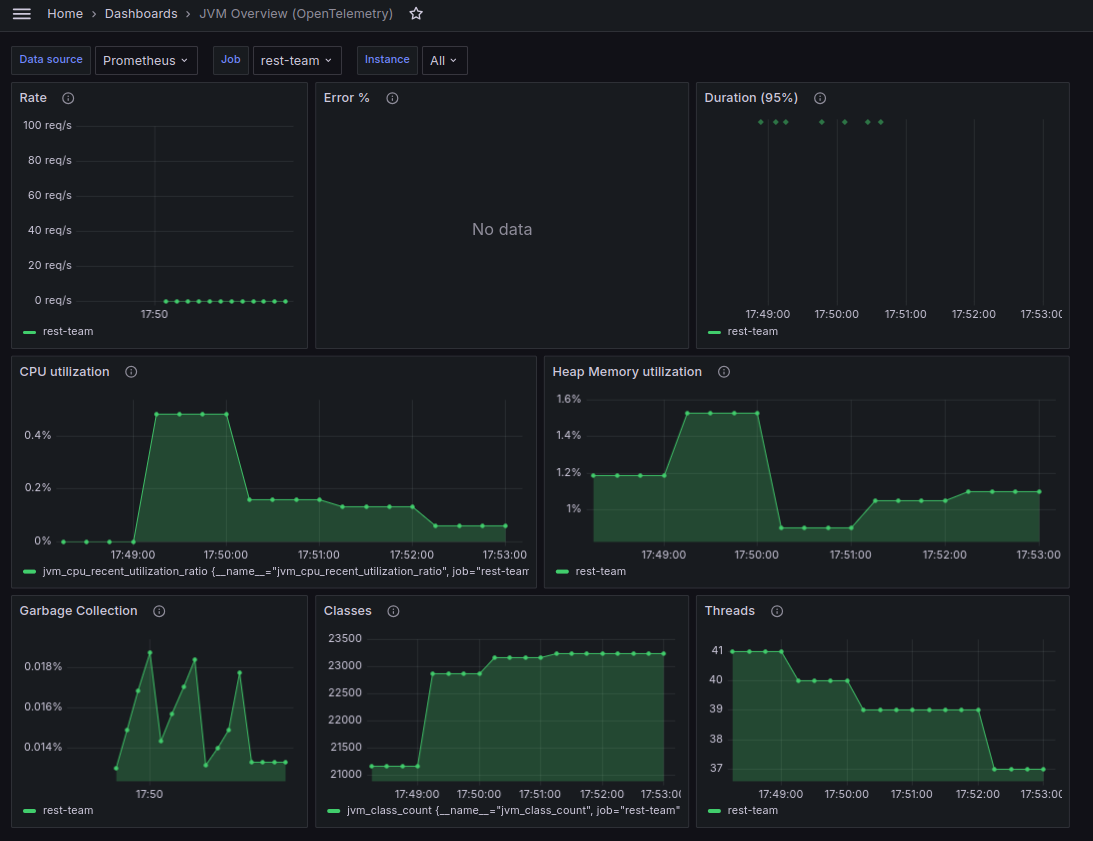 Home › Dashboards › JVM Overview (OpenTelemetry)
Data source Prometheus Job rest-team Instance All
Rate
100 req/s
80 req/s
60 req/s
40 req/s
20 req/s
0 req/s
17:50
rest-team
Error %
No data
Duration (95%)
17:49:00 17:50:00 17:51:00 17:52:00 17:53:00
rest-team
CPU utilization
0.4%
0.2%
0%
17:49:00 17:50:00 17:51:00 17:52:00 17:53:00
jvm_cpu_recent_utilization_ratio {__name__="jvm_cpu_recent_utilization_ratio", job="rest-team
Heap Memory utilization
1.6%
1.4%
1.2%
1%
17:49:00 17:50:00 17:51:00 17:52:00 17:53:00
rest-team
Garbage Collection
0.018%
0.016%
0.014%
17:50
rest-team
Classes
23500
23000
22500
22000
21500
21000
17:49:00 17:50:00 17:51:00 17:52:00 17:53:0
jvm_class_count {__name__="jvm_class_count", job="rest-team"
Threads
41
40
39
38
37
17:49:00 17:50:00 17:51:00 17:52:00 17:53:00
rest-team